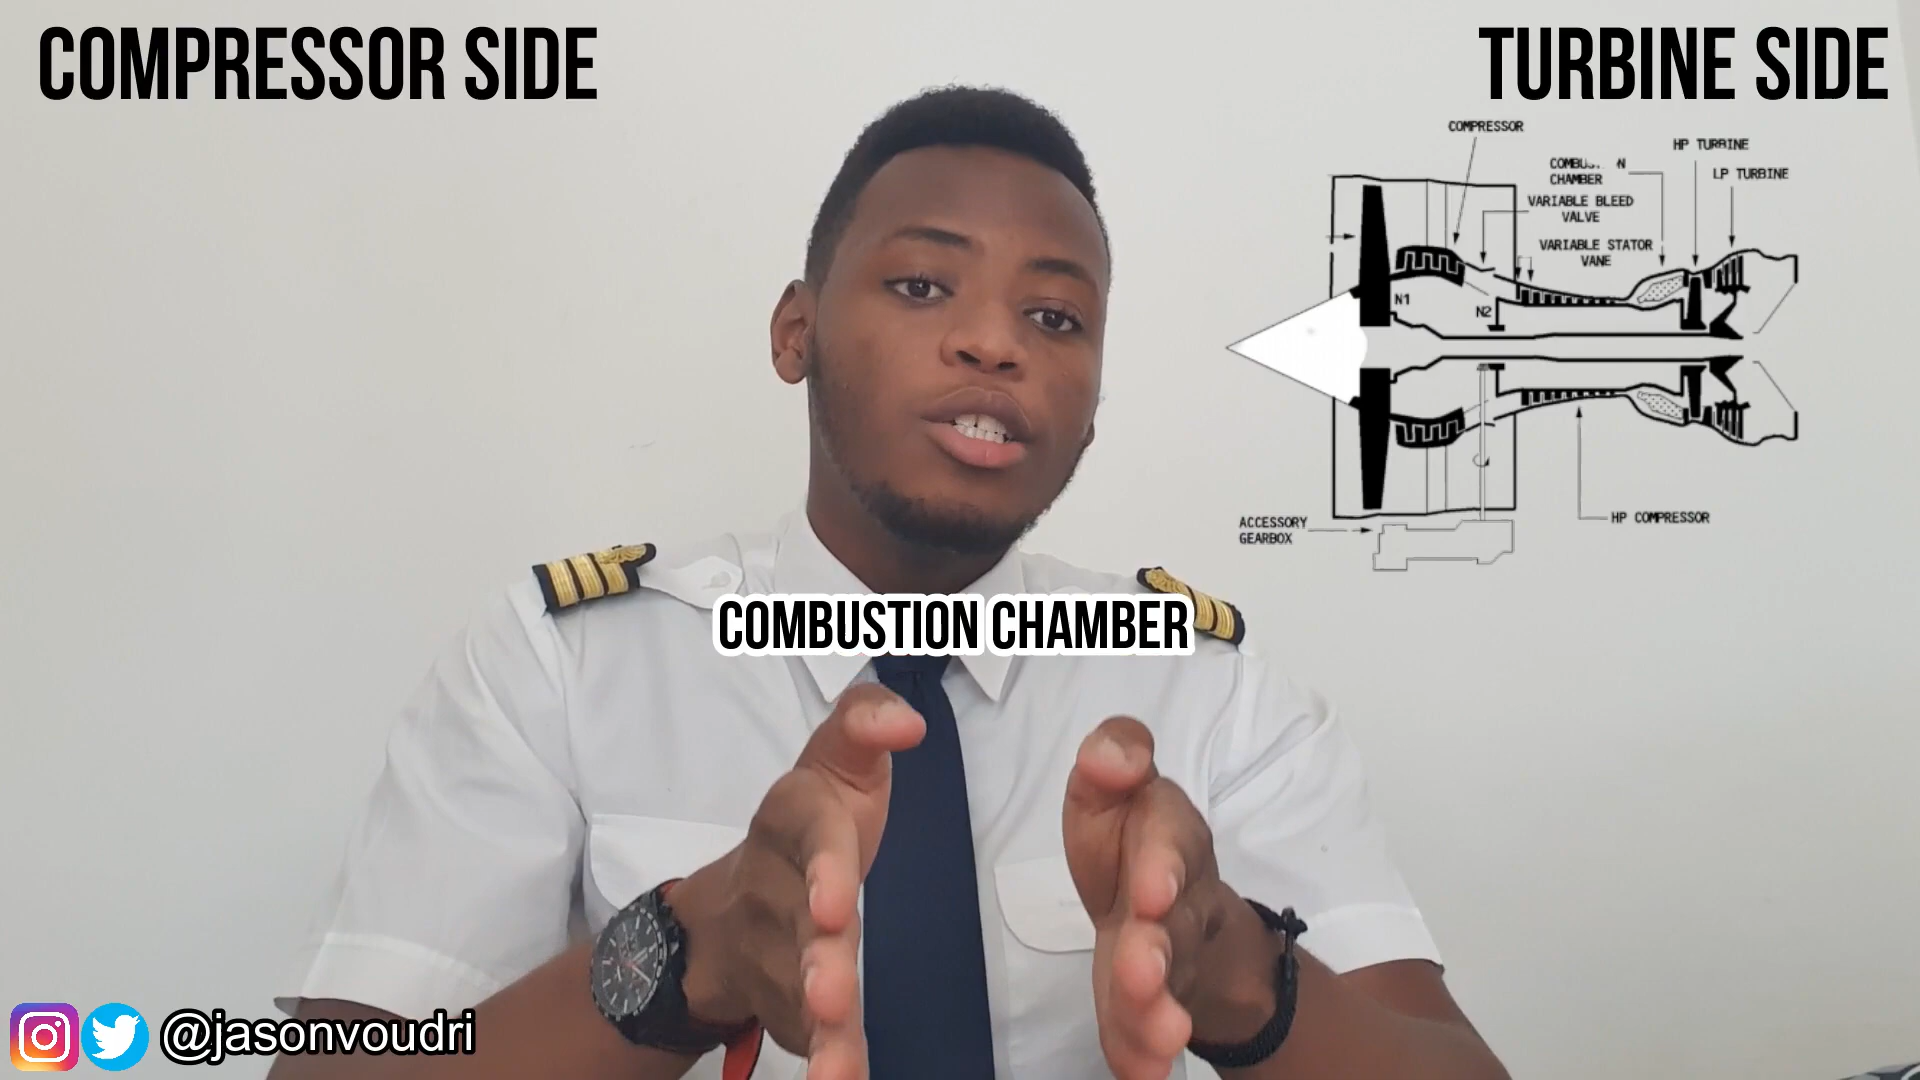 COMPRESSOR SIDE
TURBINE SIDE
COMPRESSOR
HP TURBINE
CHAMBER
LP TURBINE
VARIABLE BLEED
VALVE
VARIABLE STATOR
VANE
N1
N2
HP COMPRESSOR
ACCESSORY
GEARBOX
COMBUSTION CHAMBER
@jasonvoudri